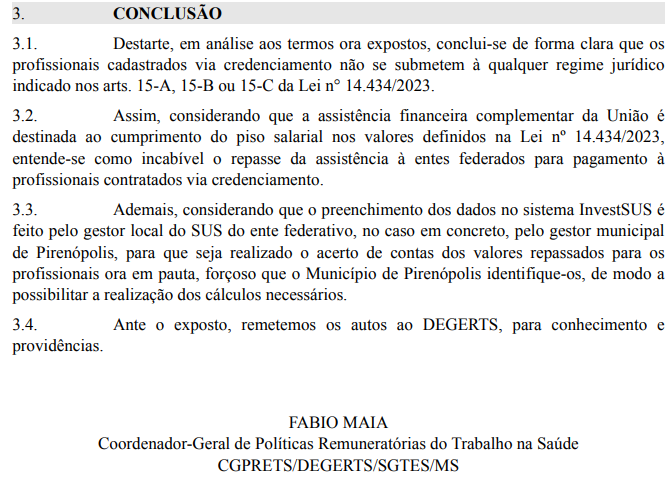 3. CONCLUSÃO
3.1. Destarte, em análise aos termos ora expostos, conclui-se de forma clara que os
profissionais cadastrados via credenciamento não se submetem à qualquer regime jurídico
indicado nos arts. 15-A, 15-B ou 15-C da Lei n° 14.434/2023.
3.2. Assim, considerando que a assistência financeira complementar da União é
destinada ao cumprimento do piso salarial nos valores definidos na Lei nº 14.434/2023,
entende-se como incabível o repasse da assistência à entes federados para pagamento à
profissionais contratados via credenciamento.
3.3. Ademais, considerando que o preenchimento dos dados no sistema InvestSUS é
feito pelo gestor local do SUS do ente federativo, no caso em concreto, pelo gestor municipal
de Pirenópolis, para que seja realizado o acerto de contas dos valores repassados para os
profissionais ora em pauta, forçoso que o Município de Pirenópolis identifique-os, de modo a
possibilitar a realização dos cálculos necessários.
3.4. Ante o exposto, remetemos os autos ao DEGERTS, para conhecimento e
providências.
FABIO MAIA
Coordenador-Geral de Políticas Remuneratórias do Trabalho na Saúde
CGPRETS/DEGERTS/SGTES/MS